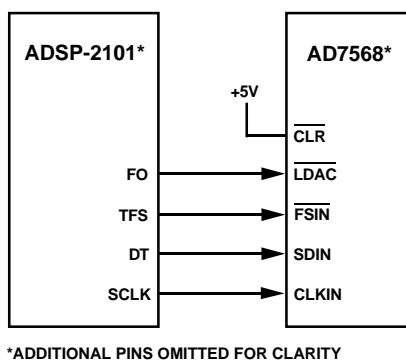 ADSP-2101*
AD7568*
+5V
CLR
FO
LDAC
TFS
FSIN
DT
SDIN
SCLK
CLKIN
*ADDITIONAL PINS OMITTED FOR CLARITY